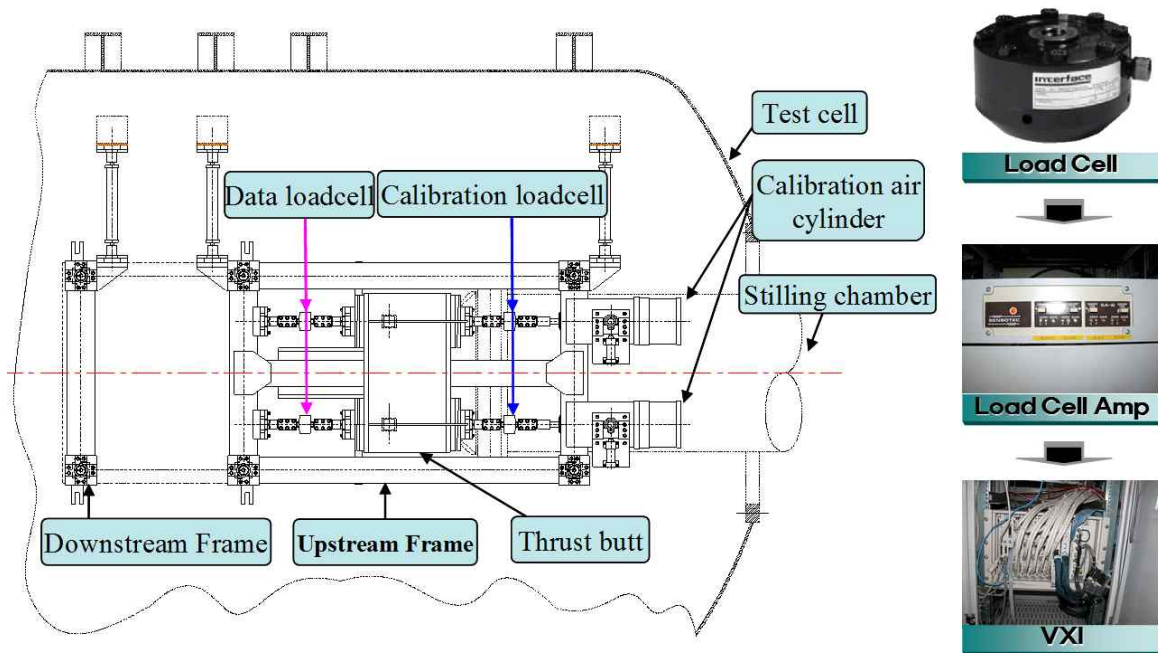 Test cell
Data loadcell
Calibration loadcell
Calibration air
cylinder
Stilling chamber
Downstream Frame
Upstream Frame
Thrust butt
interface
Load Cell
SENSOTEC
Load Cell Amp
VXI